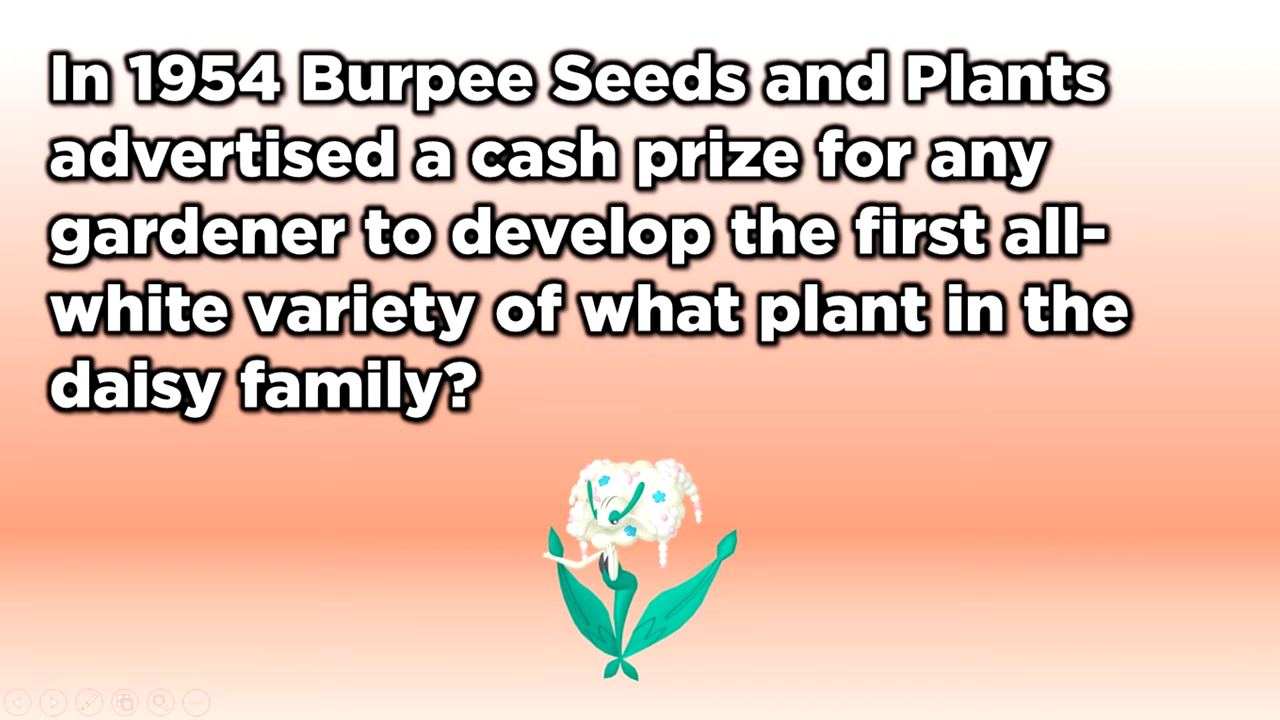 In 1954 Burpee Seeds and Plants
advertised a cash prize for any
gardener to develop the first all-
white variety of what plant in the
daisy family?